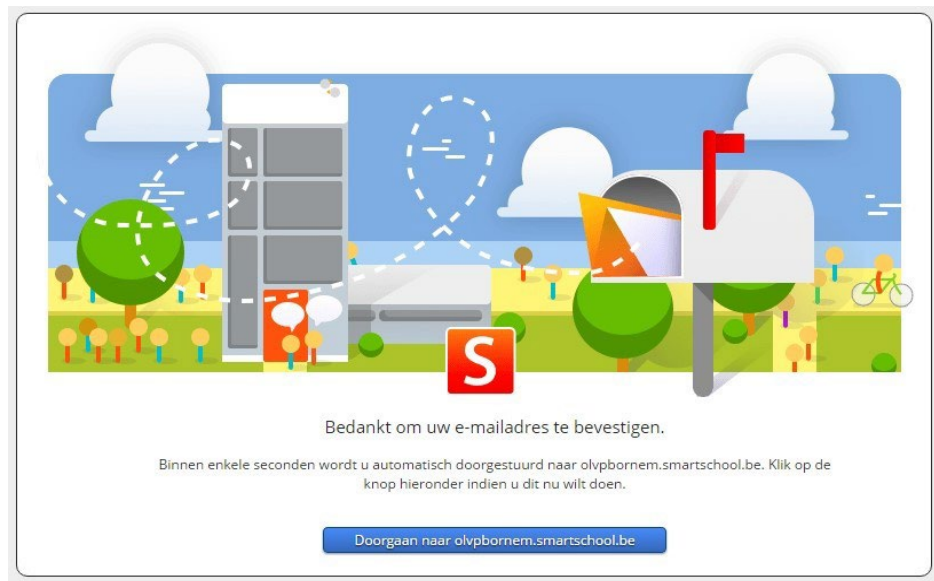 S
Bedankt om uw e-mailadres te bevestigen.
Binnen enkele seconden wordt u automatisch doorgestuurd naar olvpbornem.smartschool.be. Klik op de
knop hieronder indien u dit nu wilt doen.
Doorgaan naar olvpbornem.smartschool.be